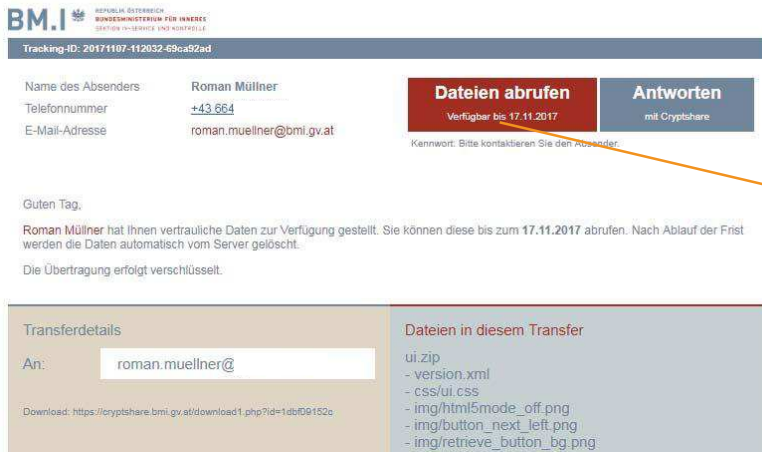 BM.I REPUBLIK ÖSTERREICH
BUNDESMINISTERIUM FÜR INNERES
SEKTION IV-SERVICE UND KONTROLLE
Tracking-ID: 20171107-112032-69ca92ad
Name des Absenders Roman Müllner
Telefonnummer +43 664
E-Mail-Adresse roman.muellner@bmi.gv.at
Dateien abrufen
Verfügbar bis 17.11.2017
Antworten
mit Cryptshare
Kennwort: Bitte kontaktieren Sie den Absender.
Guten Tag,
Roman Müllner hat Ihnen vertrauliche Daten zur Verfügung gestellt. Sie können diese bis zum 17.11.2017 abrufen. Nach Ablauf der Frist
werden die Daten automatisch vom Server gelöscht.
Die Übertragung erfolgt verschlüsselt.
Transferdetails
An: roman.muellner@
Download: https://cryptshare.bmi.gv.at/download1.php?id=1dbf09152c
Dateien in diesem Transfer
ui.zip
- version.xml
- css/ui.css
- img/html5mode_off.png
- img/button_next_left.png
- img/retrieve_button_bg.png